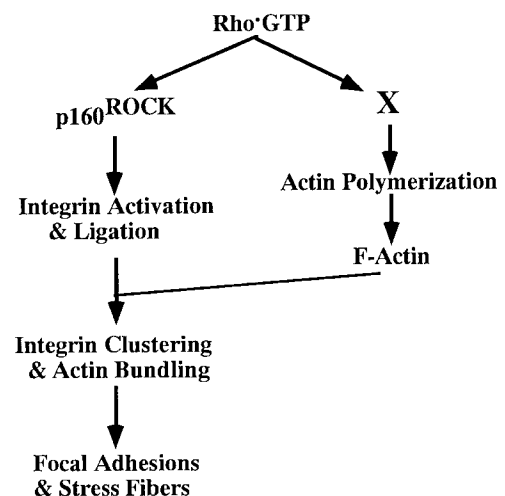 Rho·GTP
p160ROCK
X
Actin Polymerization
Integrin Activation
& Ligation
F-Actin
Integrin Clustering
& Actin Bundling
Focal Adhesions
& Stress Fibers